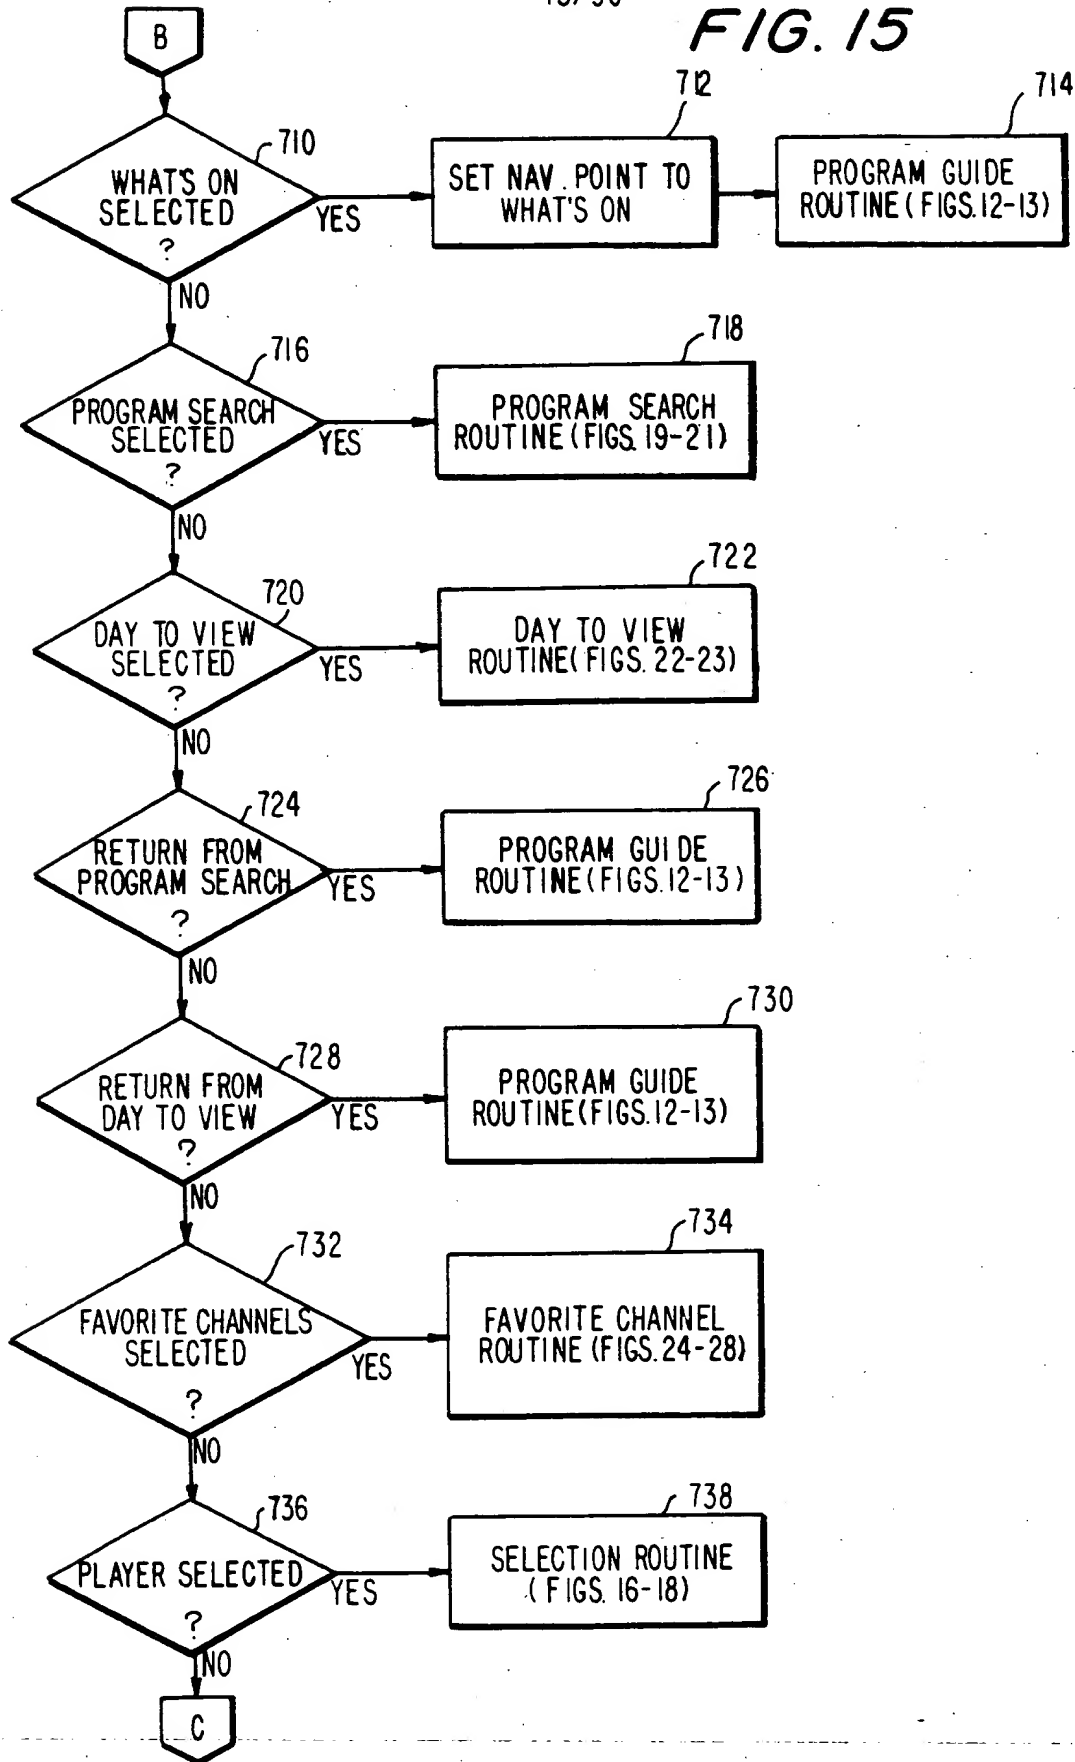 FIG. 15
B
710
WHAT'S ON
SELECTED
?
YES
NO
712
SET NAV. POINT TO
WHAT'S ON
714
PROGRAM GUIDE
ROUTINE (FIGS. 12-13)
716
PROGRAM SEARCH
SELECTED
?
YES
NO
718
PROGRAM SEARCH
ROUTINE (FIGS. 19-21)
720
DAY TO VIEW
SELECTED
?
YES
NO
722
DAY TO VIEW
ROUTINE (FIGS. 22-23)
724
RETURN FROM
PROGRAM SEARCH
?
YES
NO
726
PROGRAM GUIDE
ROUTINE (FIGS. 12-13)
728
RETURN FROM
DAY TO VIEW
?
YES
NO
730
PROGRAM GUIDE
ROUTINE (FIGS. 12-13)
732
FAVORITE CHANNELS
SELECTED
?
YES
NO
734
FAVORITE CHANNEL
ROUTINE (FIGS. 24-28)
736
PLAYER SELECTED
?
YES
NO
738
SELECTION ROUTINE
(FIGS. 16-18)
C